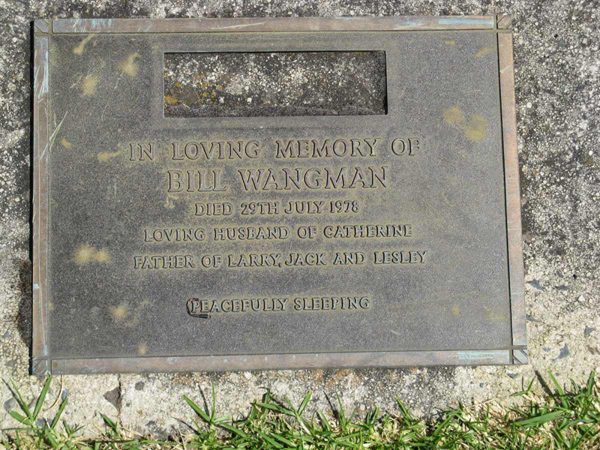 IN LOVING MEMORY OF
BILL WANGMAN
DIED 29TH JULY 1978
LOVING HUSBAND OF CATHERINE
FATHER OF LARRY, JACK AND LESLEY
PEACEFULLY SLEEPING